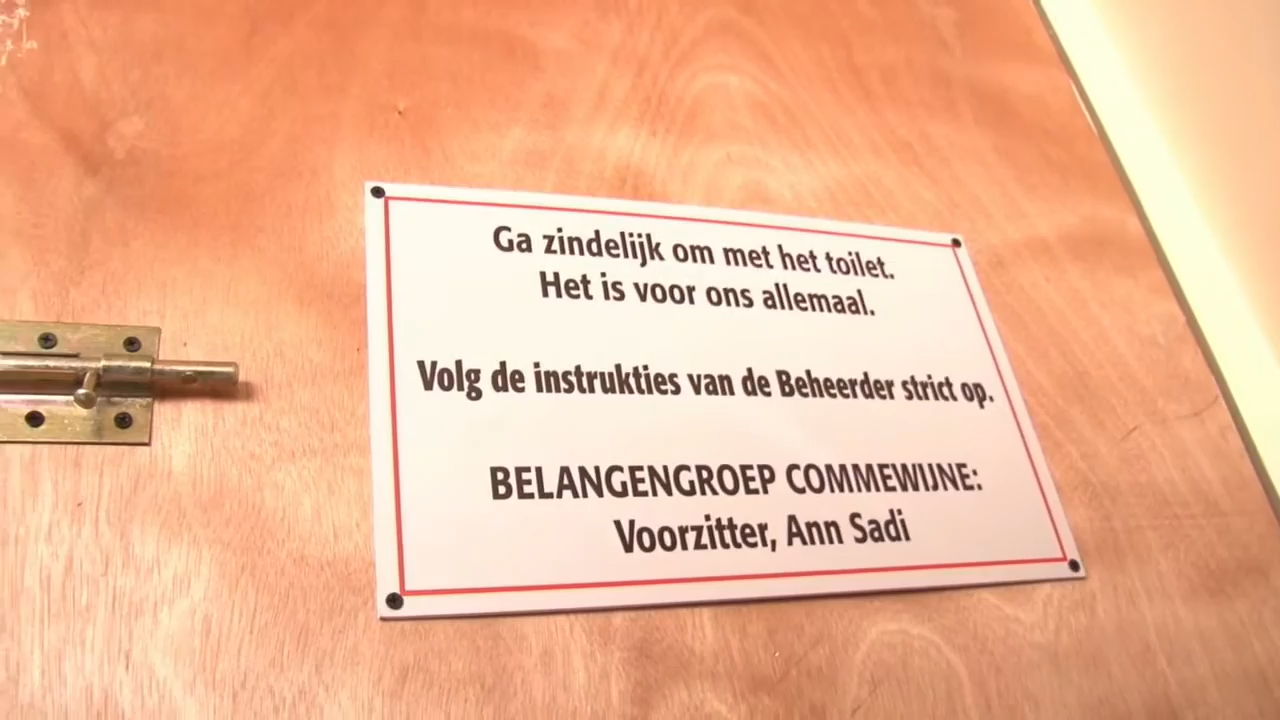 Ga zindelijk om met het toilet.
Het is voor ons allemaal.
Volg de instrukties van de Beheerder strict op.
BELANGENGROEP COMMEWIJNE:
Voorzitter, Ann Sadi